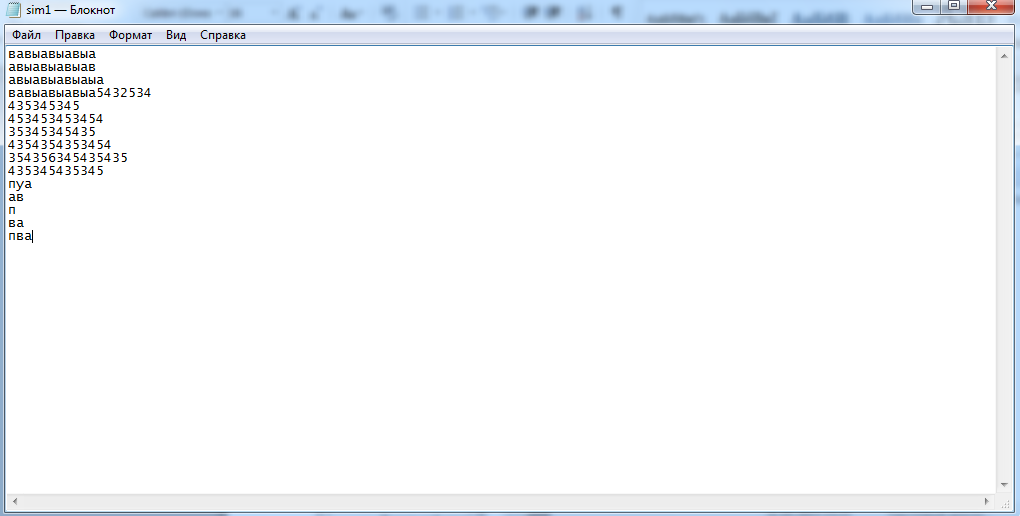 sim1 — Блокнот
Файл Правка Формат Вид Справка
вавыавыавыа
авыавыавыав
авыавыавыаыа
вавыавыавыа5432534
435345345
453453453454
35345345435
4354354353454
354356345435435
435345435345
пуа
ав
п
ва
пва